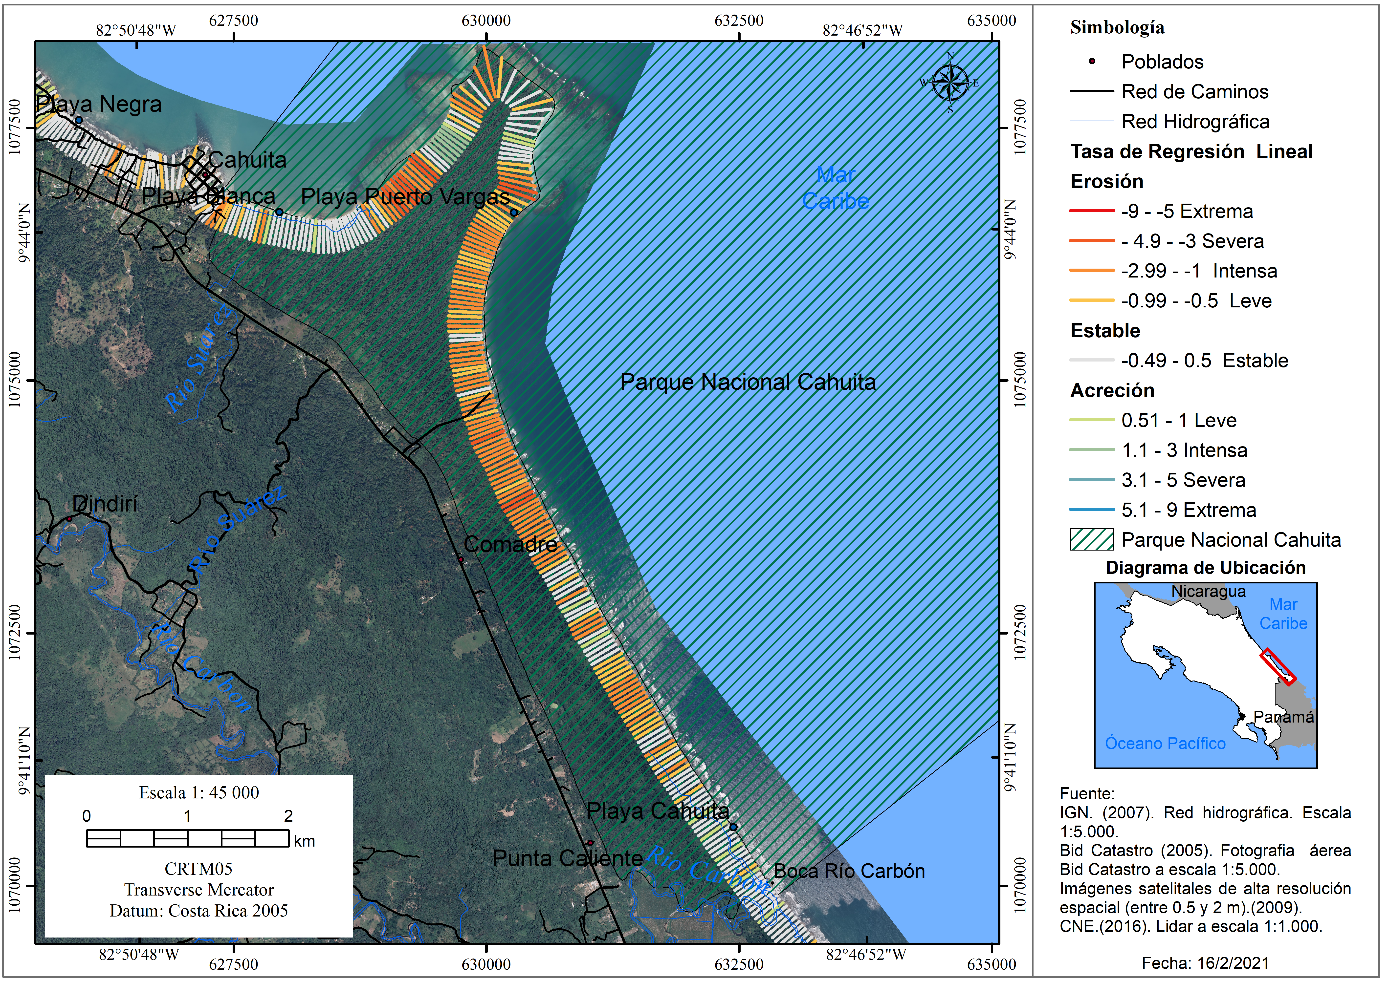 627500
630000
632500
635000
82°50'48"W
82°46'52"W
1077500
1075000
1072500
1070000
9°44'0"N
9°41'10"N
1077500
1075000
1072500
1070000
9°44'0"N
9°41'10"N
N
W
E
S
Playa Negra
Cahuita
Playa Blanca
Playa Puerto Vargas
Mar
Caribe
Río Suárez
Parque Nacional Cahuita
Dindirí
Río Suárez
Comadre
Río Carbón
Playa Cahuita
Punta Caliente
Río Carbón
Boca Río Carbón
Escala 1: 45 000
0 1 2
km
CRTM05
Transverse Mercator
Datum: Costa Rica 2005
82°50'48"W
82°46'52"W
627500
630000
632500
635000
Simbología
Poblados
Red de Caminos
Red Hidrográfica
Tasa de Regresión Lineal
Erosión
-9 - -5 Extrema
- 4.9 - -3 Severa
-2.99 - -1 Intensa
-0.99 - -0.5 Leve
Estable
-0.49 - 0.5 Estable
Acreción
0.51 - 1 Leve
1.1 - 3 Intensa
3.1 - 5 Severa
5.1 - 9 Extrema
Parque Nacional Cahuita
Diagrama de Ubicación
Nicaragua
Mar
Caribe
Panamá
Óceano Pacífico
Fuente:
IGN. (2007). Red hidrográfica. Escala
1:5.000.
Bid Catastro (2005). Fotografia áerea
Bid Catastro a escala 1:5.000.
Imágenes satelitales de alta resolución
espacial (entre 0.5 y 2 m).(2009).
CNE.(2016). Lidar a escala 1:1.000.
Fecha: 16/2/2021